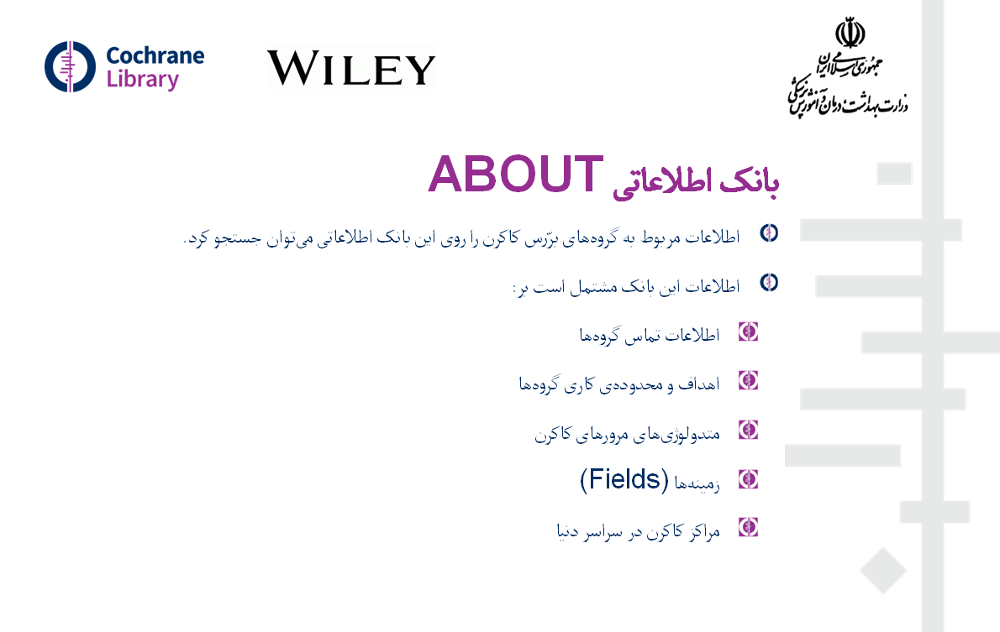 Cochrane
Library
WILEY
جمهوری اسلامی ایران
وزارت بهداشت، درمان و آموزش پزشکی
بانک اطلاعاتی ABOUT
اطلاعات مربوط به گروه‌های برّرس کاکرن را روی این بانک اطلاعاتی می‌توان جستجو کرد.
اطلاعات این بانک مشتمل است بر:
اطلاعات تماس گروه‌ها
اهداف و محدوده‌ی کاری گروه‌ها
متدولوژی‌های مرورهای کاکرن
زمینه‌ها (Fields)
مراکز کاکرن در سراسر دنیا